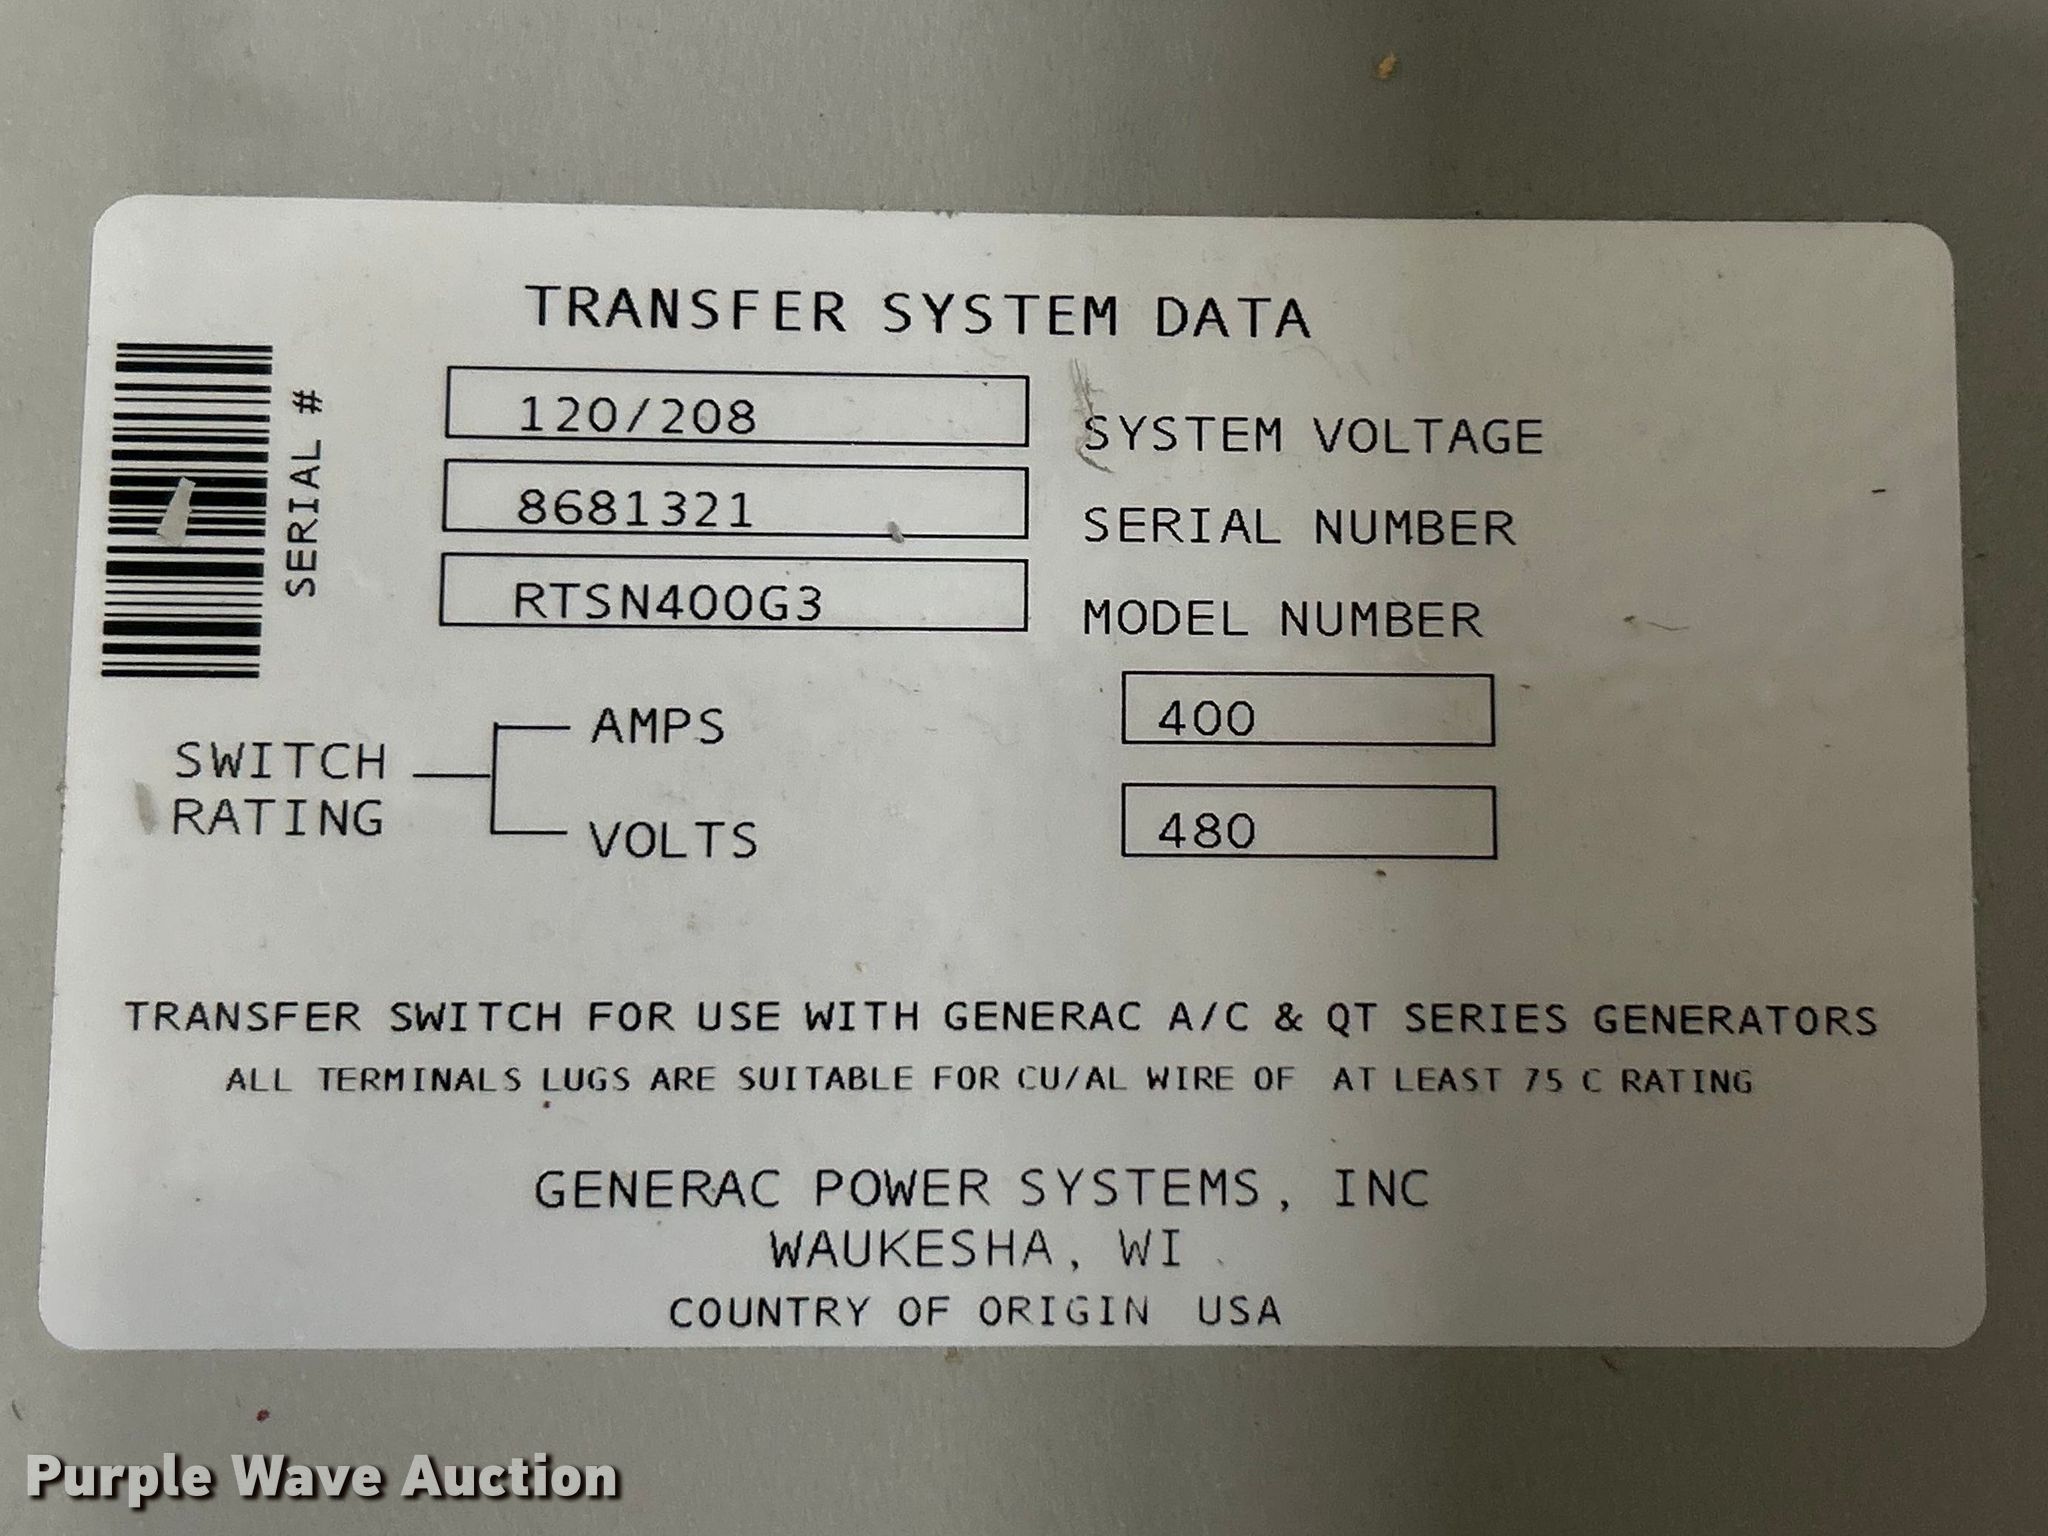 TRANSFER SYSTEM DATA
SERIAL #
120/208 SYSTEM VOLTAGE
8681321 SERIAL NUMBER
RTSN400G3 MODEL NUMBER
SWITCH RATING
AMPS 400
VOLTS 480
TRANSFER SWITCH FOR USE WITH GENERAC A/C & QT SERIES GENERATORS
ALL TERMINALS LUGS ARE SUITABLE FOR CU/AL WIRE OF AT LEAST 75 C RATING
GENERAC POWER SYSTEMS, INC
WAUKESHA, WI
COUNTRY OF ORIGIN USA
Purple Wave Auction